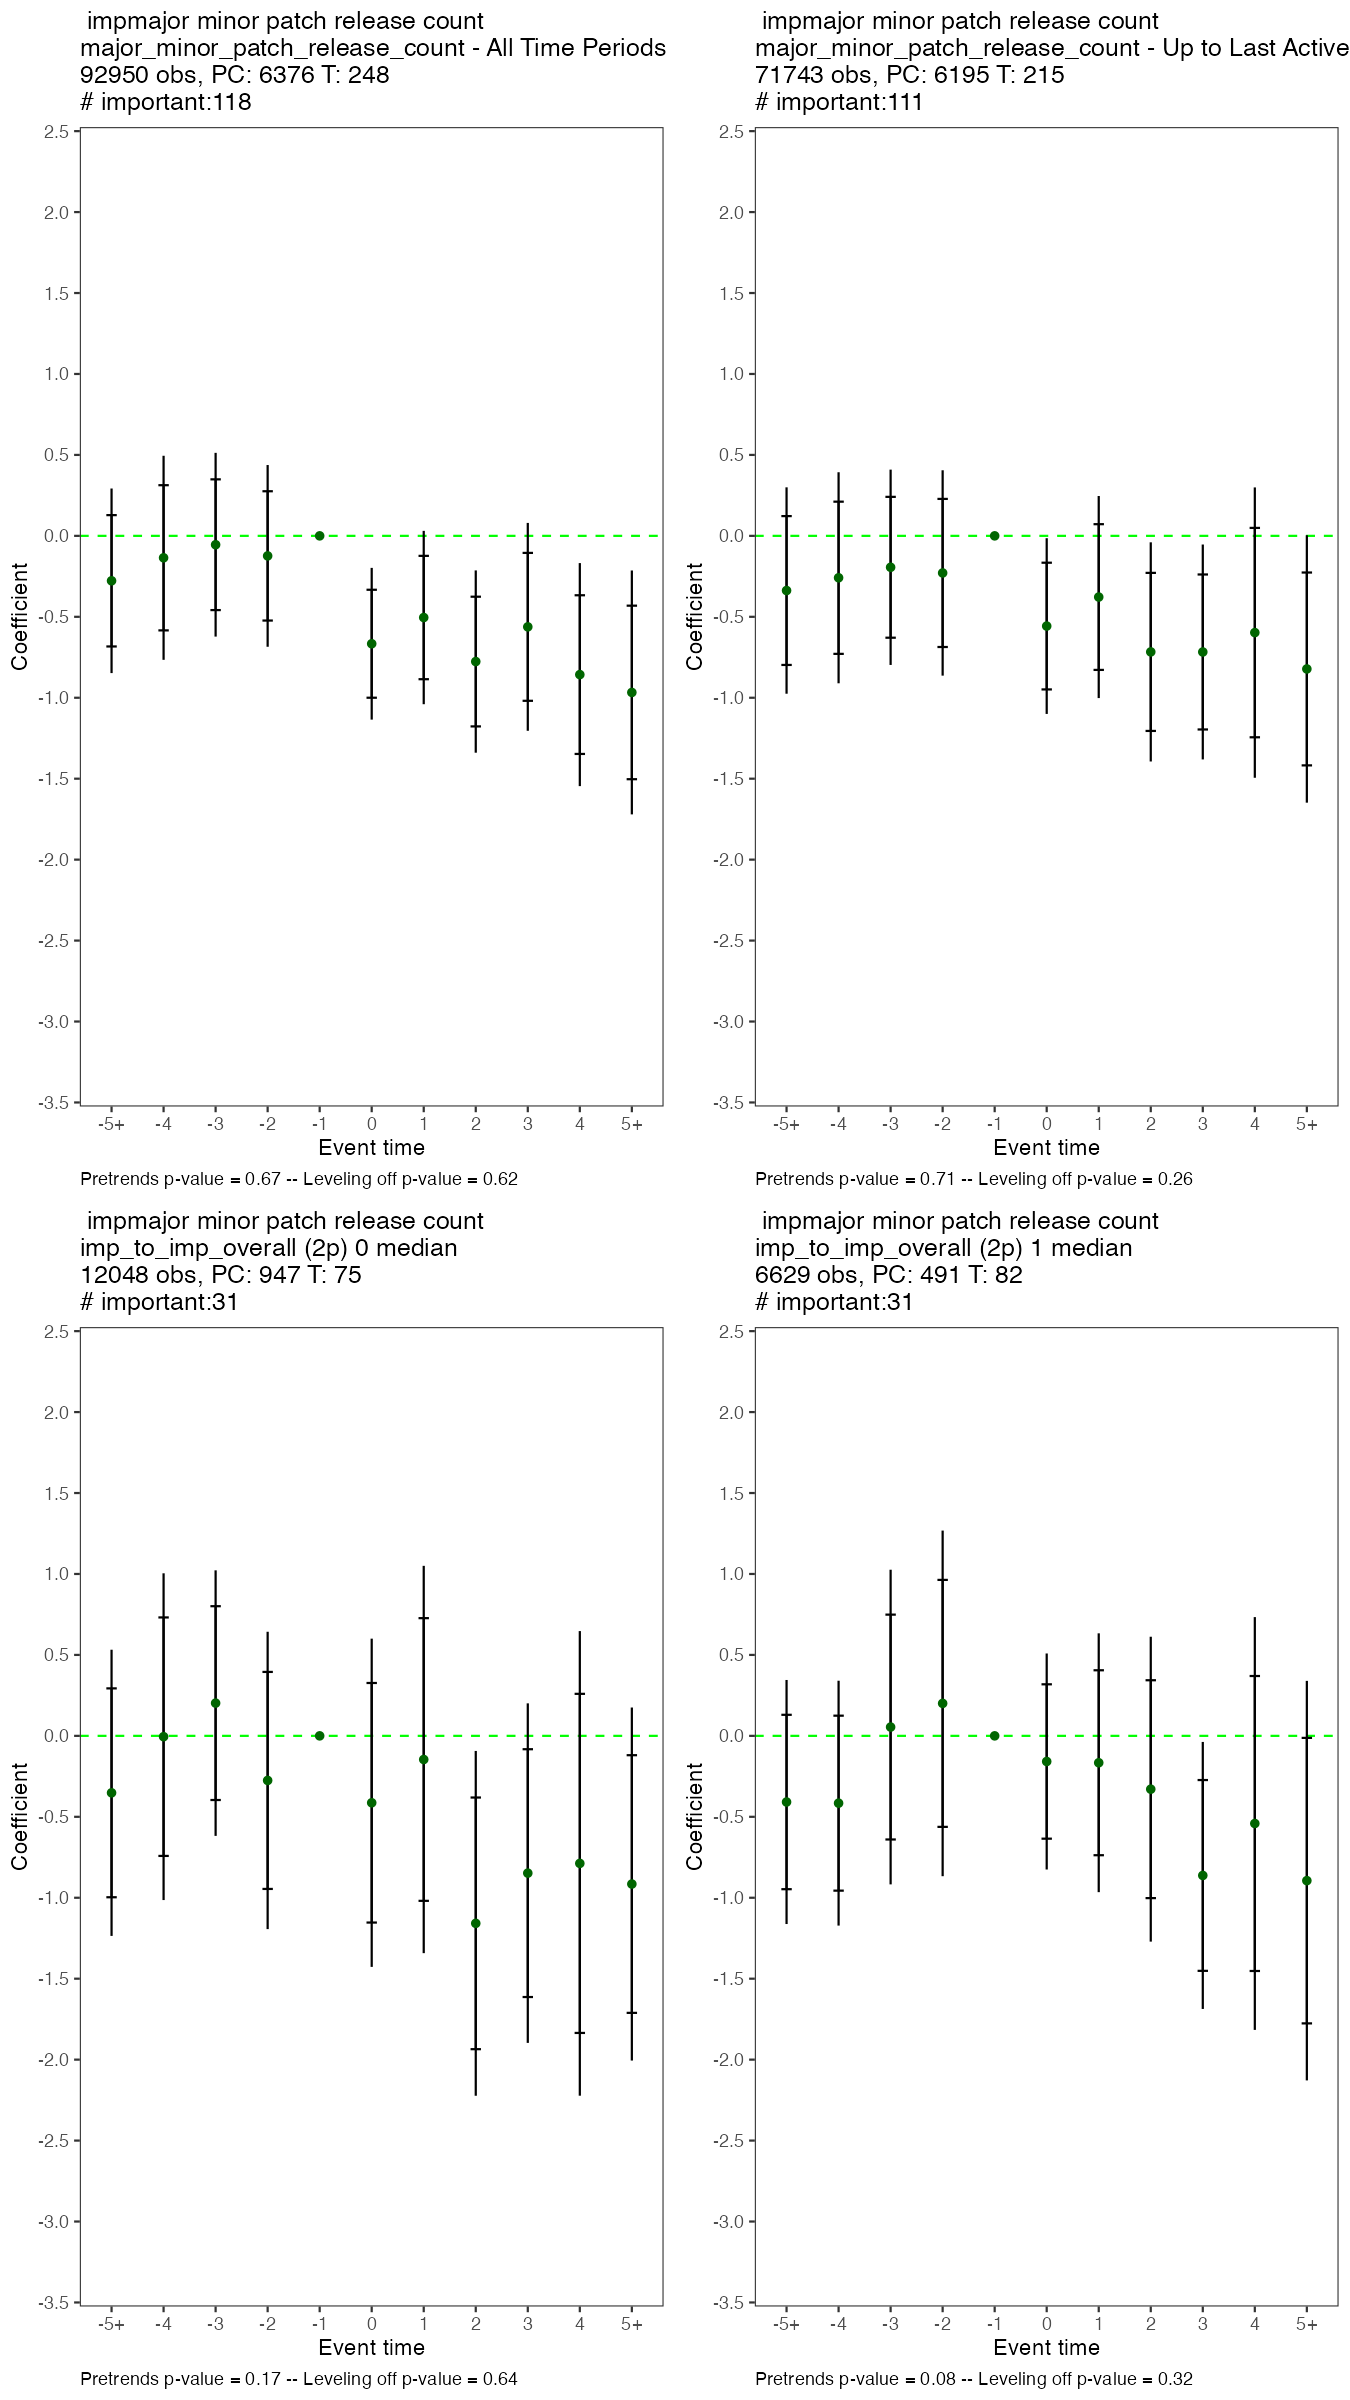 impmajor minor patch release count
major_minor_patch_release_count - All Time Periods
92950 obs, PC: 6376 T: 248
# important:118
2.5
2.0
1.5
1.0
0.5
0.0
-0.5
-1.0
-1.5
-2.0
-2.5
-3.0
-3.5
Coefficient
-5+ -4 -3 -2 -1 0 1 2 3 4 5+
Event time
Pretrends p-value = 0.67 -- Leveling off p-value = 0.62
impmajor minor patch release count
major_minor_patch_release_count - Up to Last Active
71743 obs, PC: 6195 T: 215
# important:111
2.5
2.0
1.5
1.0
0.5
0.0
-0.5
-1.0
-1.5
-2.0
-2.5
-3.0
-3.5
Coefficient
-5+ -4 -3 -2 -1 0 1 2 3 4 5+
Event time
Pretrends p-value = 0.71 -- Leveling off p-value = 0.26
impmajor minor patch release count
imp_to_imp_overall (2p) 0 median
12048 obs, PC: 947 T: 75
# important:31
2.5
2.0
1.5
1.0
0.5
0.0
-0.5
-1.0
-1.5
-2.0
-2.5
-3.0
-3.5
Coefficient
-5+ -4 -3 -2 -1 0 1 2 3 4 5+
Event time
Pretrends p-value = 0.17 -- Leveling off p-value = 0.64
impmajor minor patch release count
imp_to_imp_overall (2p) 1 median
6629 obs, PC: 491 T: 82
# important:31
2.5
2.0
1.5
1.0
0.5
0.0
-0.5
-1.0
-1.5
-2.0
-2.5
-3.0
-3.5
Coefficient
-5+ -4 -3 -2 -1 0 1 2 3 4 5+
Event time
Pretrends p-value = 0.08 -- Leveling off p-value = 0.32